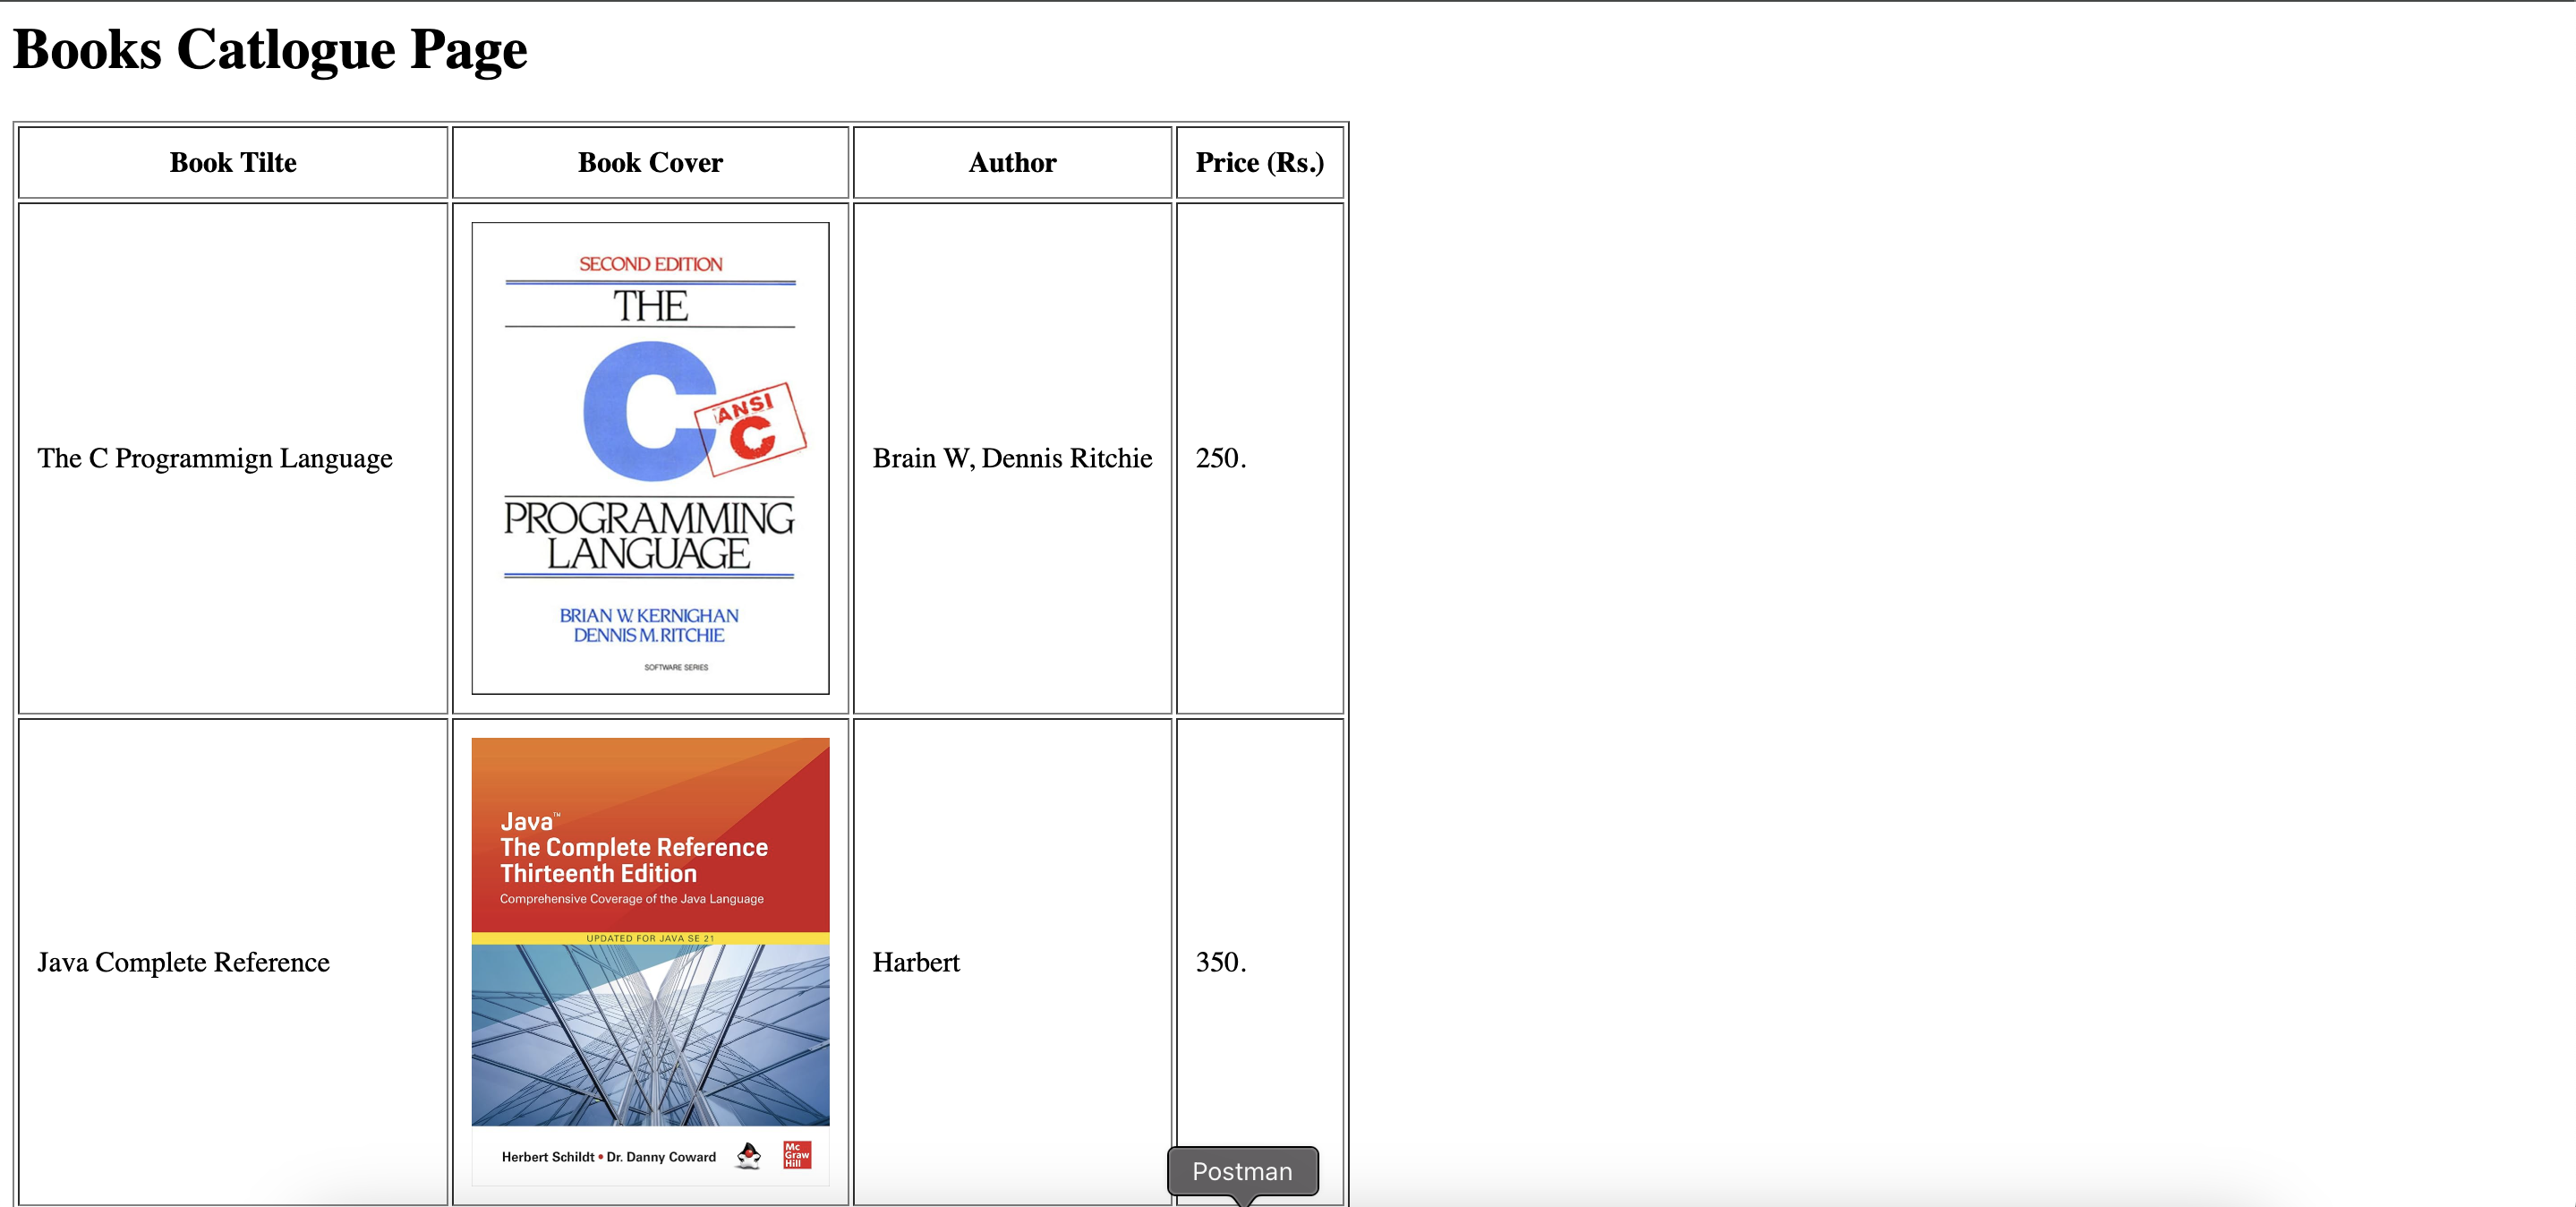 Books Catlogue Page
Book Tilte
Book Cover
Author
Price (Rs.)
The C Programmign Language
SECOND EDITION
THE
C
ANSI
C
PROGRAMMING
LANGUAGE
BRIAN W. KERNIGHAN
DENNIS M. RITCHIE
SOFTWARE SERIES
Brain W, Dennis Ritchie
250.
Java Complete Reference
Java™
The Complete Reference
Thirteenth Edition
Comprehensive Coverage of the Java Language
UPDATED FOR JAVA SE 21
Herbert Schildt • Dr. Danny Coward
Mc
Graw
Hill
Harbert
350.
Postman